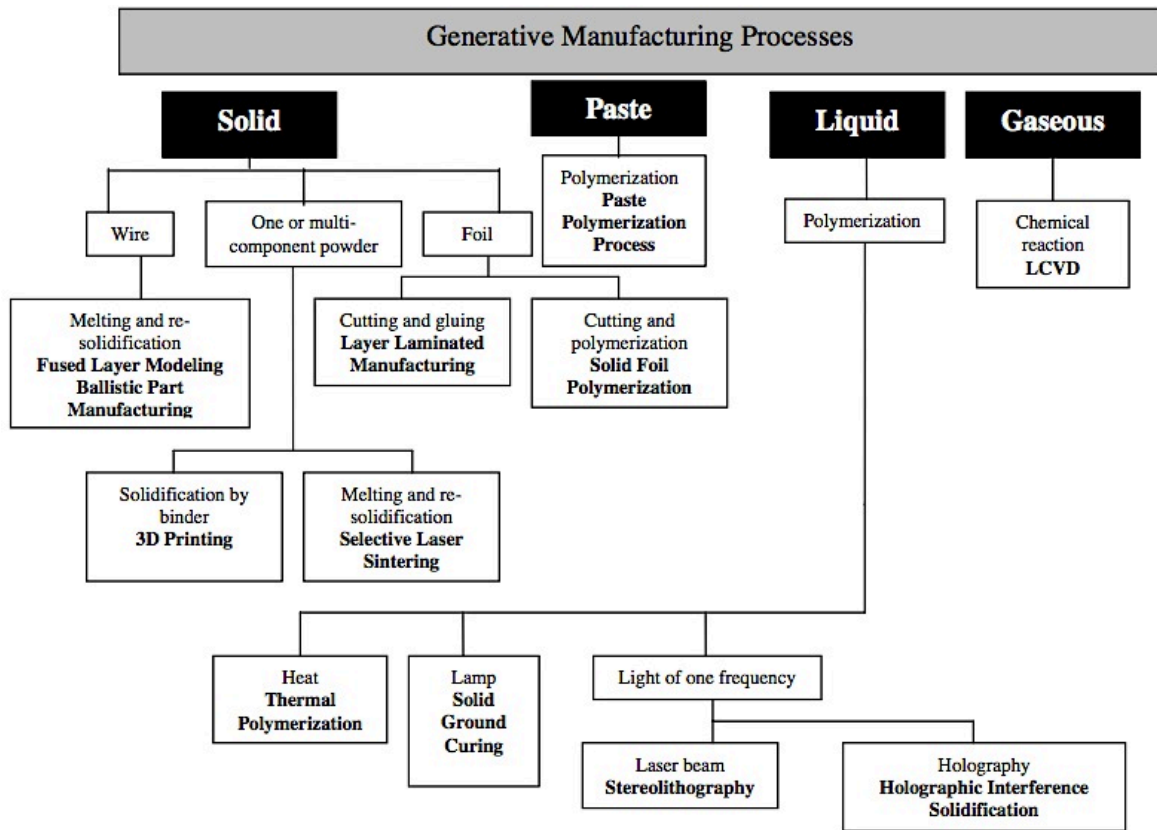 Generative Manufacturing Processes
Solid
Paste
Liquid
Gaseous
Wire
One or multi-
component powder
Foil
Polymerization
Paste
Polymerization
Process
Polymerization
Chemical
reaction
LCVD
Melting and re-
solidification
Fused Layer Modeling
Ballistic Part
Manufacturing
Cutting and gluing
Layer Laminated
Manufacturing
Cutting and
polymerization
Solid Foil
Polymerization
Solidification by
binder
3D Printing
Melting and re-
solidification
Selective Laser
Sintering
Heat
Thermal
Polymerization
Lamp
Solid
Ground
Curing
Light of one frequency
Laser beam
Stereolithography
Holography
Holographic Interference
Solidification